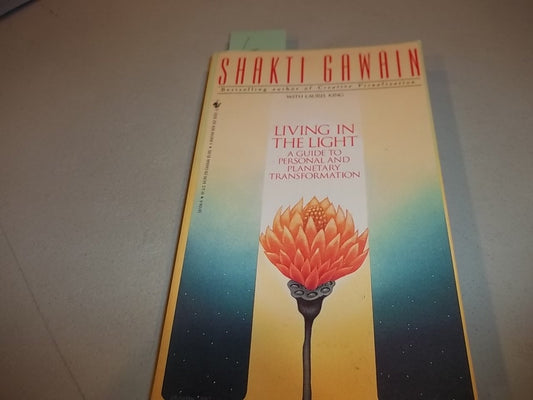 SHAKTI GAWAIN
Bestselling author of Creative Visualization
WITH LAUREL KING
LIVING IN
THE LIGHT
A GUIDE TO
PERSONAL AND
PLANETARY
TRANSFORMATION